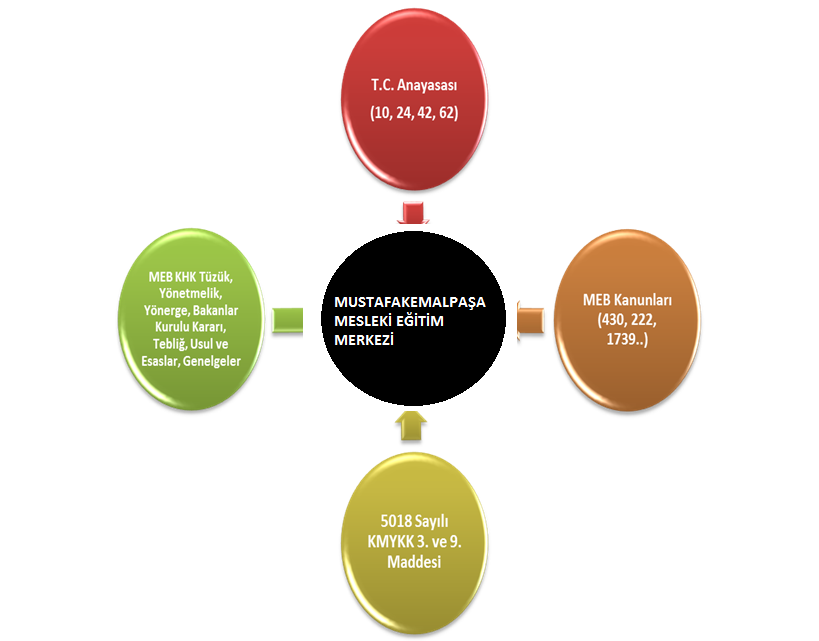 T.C. Anayasası
(10, 24, 42, 62)
MEB KHK Tüzük,
Yönetmelik,
Yönerge, Bakanlar
Kurulu Kararı,
Tebliğ, Usul ve
Esaslar, Genelgeler
MUSTAFAKEMALPAŞA
MESLEKİ EĞİTİM
MERKEZİ
MEB Kanunları
(430, 222,
1739..)
5018 Sayılı
KMYKK 3. ve 9.
Maddesi